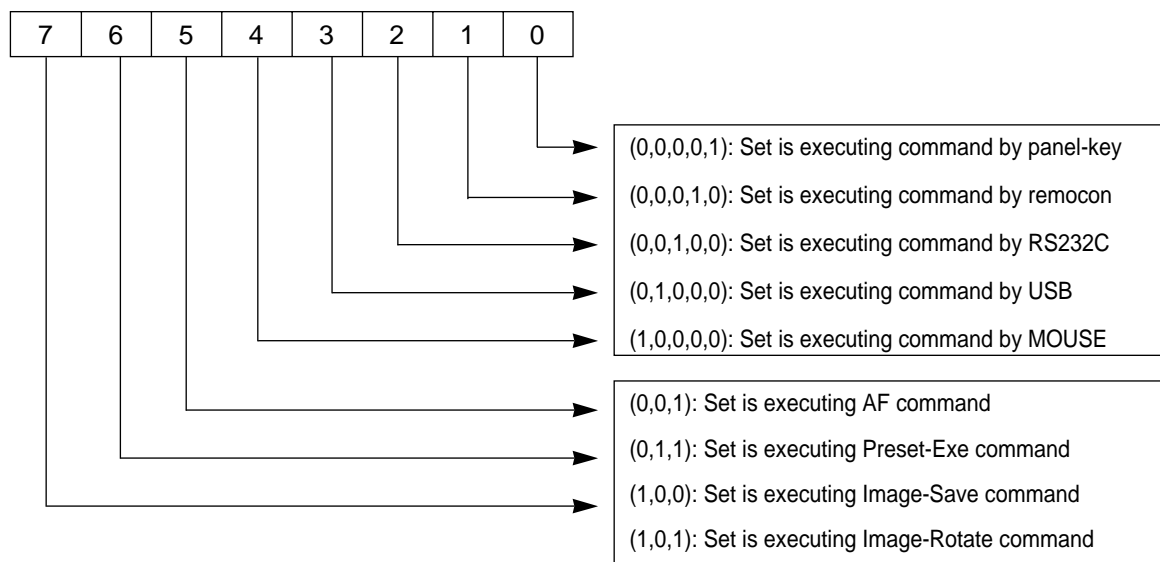 7 6 5 4 3 2 1 0
(0,0,0,0,1): Set is executing command by panel-key
(0,0,0,1,0): Set is executing command by remocon
(0,0,1,0,0): Set is executing command by RS232C
(0,1,0,0,0): Set is executing command by USB
(1,0,0,0,0): Set is executing command by MOUSE
(0,0,1): Set is executing AF command
(0,1,1): Set is executing Preset-Exe command
(1,0,0): Set is executing Image-Save command
(1,0,1): Set is executing Image-Rotate command